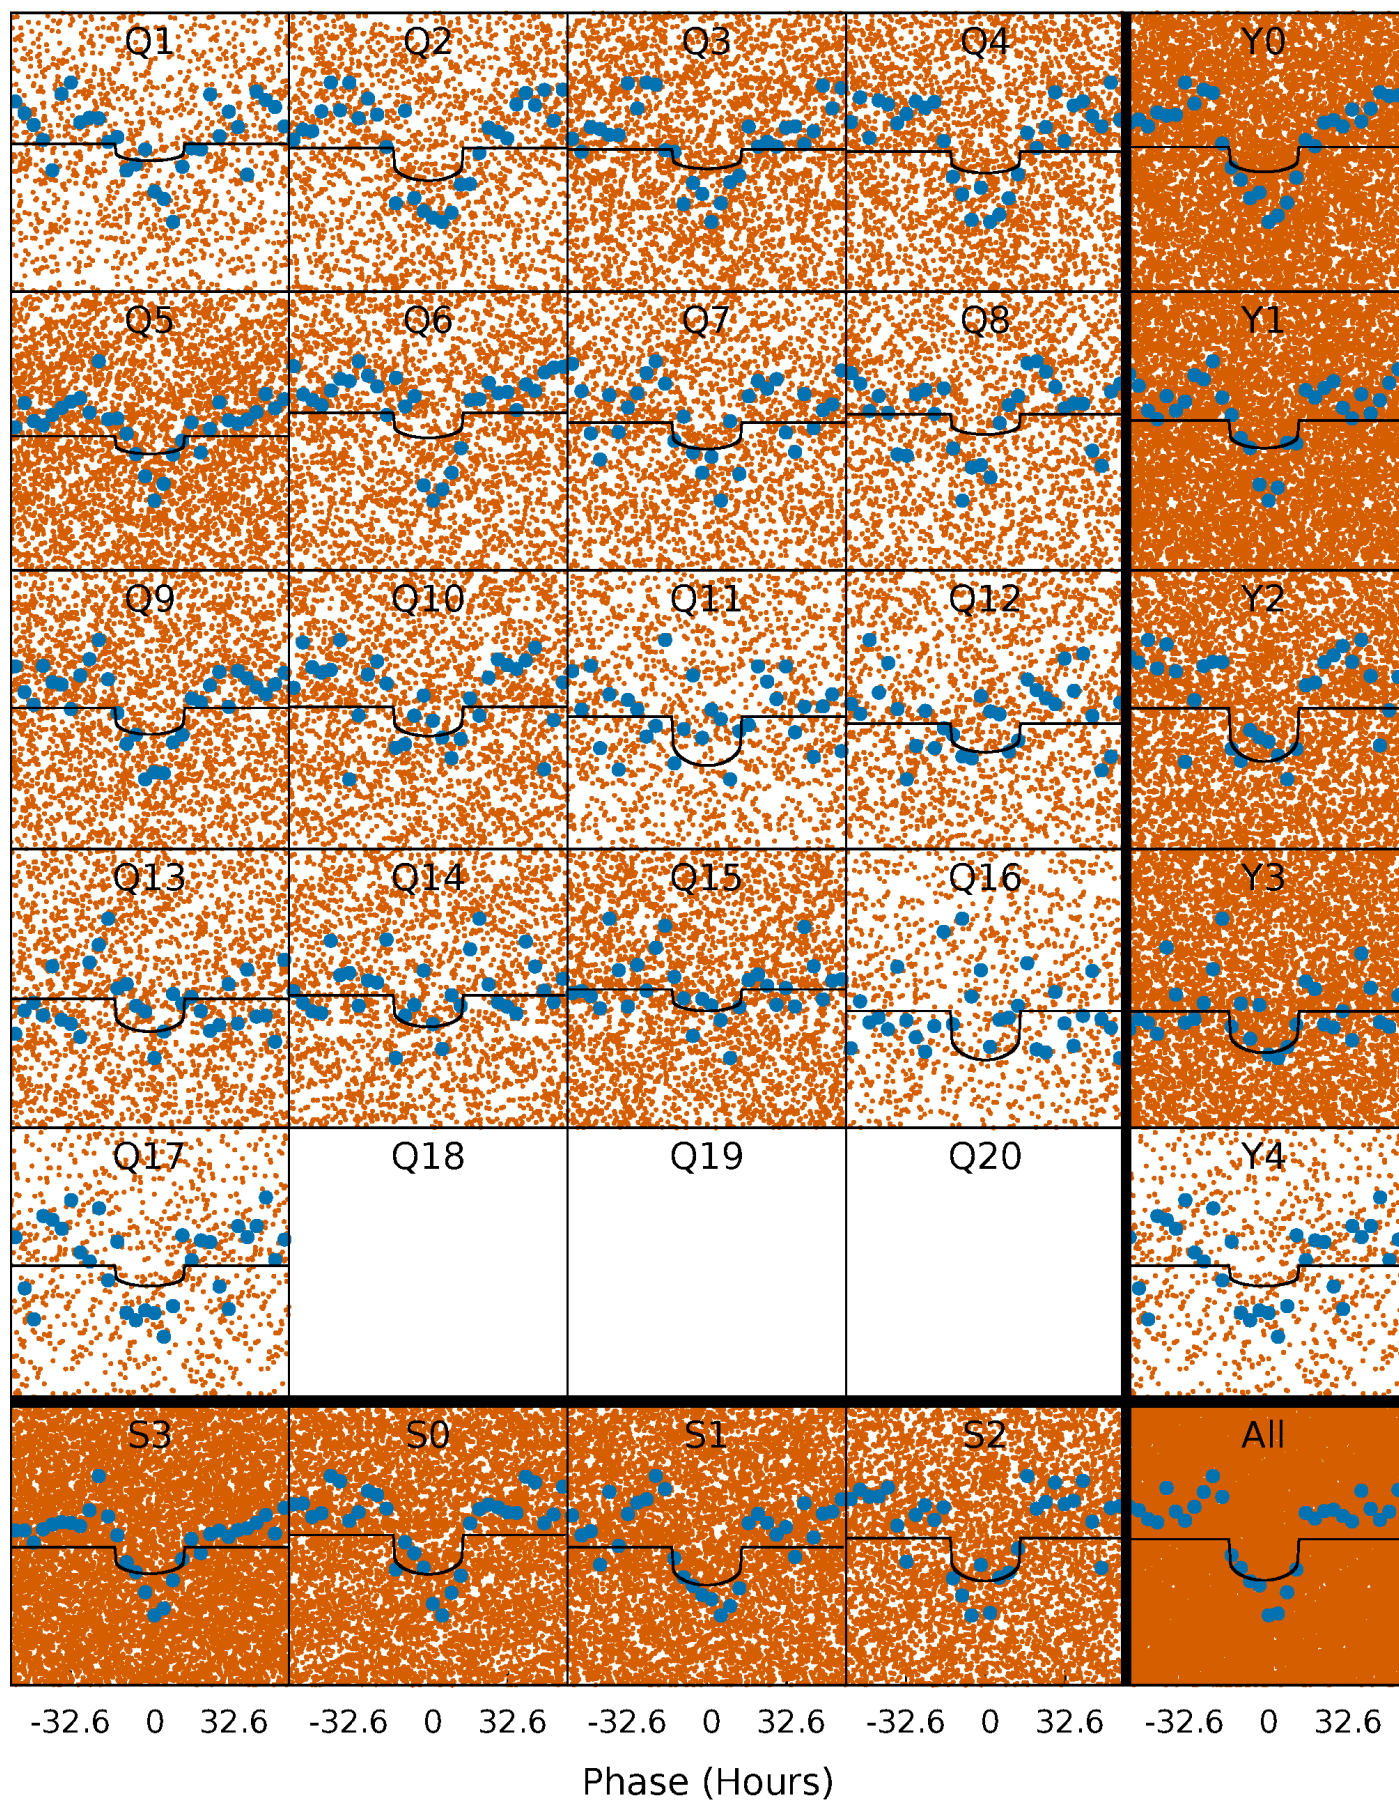 Q1 Q2 Q3 Q4 Y0
Q5 Q6 Q7 Q8 Y1
Q9 Q10 Q11 Q12 Y2
Q13 Q14 Q15 Q16 Y3
Q17 Q18 Q19 Q20 Y4
S3 S0 S1 S2 All
-32.6 0 32.6 -32.6 0 32.6 -32.6 0 32.6 -32.6 0 32.6 -32.6 0 32.6
Phase (Hours)